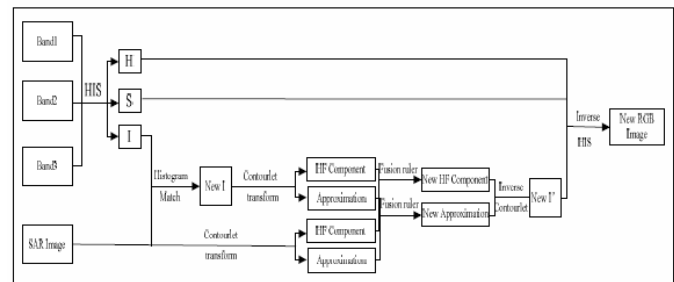 Band1
Band2
Band3
HIS
H
S
I
SAR Image
Histogram
Match
New I
Contourlet
transform
HF Component
Approximation
Contourlet
transform
HF Component
Approximation
Fusion ruler
Fusion ruler
New HF Component
New Approximation
Inverse
Contourlet
New I'
Inverse
HIS
New RGB
Image